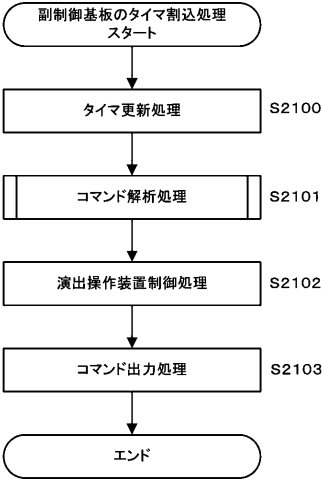 副制御基板のタイマ割込処理
スタート
タイマ更新処理
S2100
コマンド解析処理
S2101
演出操作装置制御処理
S2102
コマンド出力処理
S2103
エンド